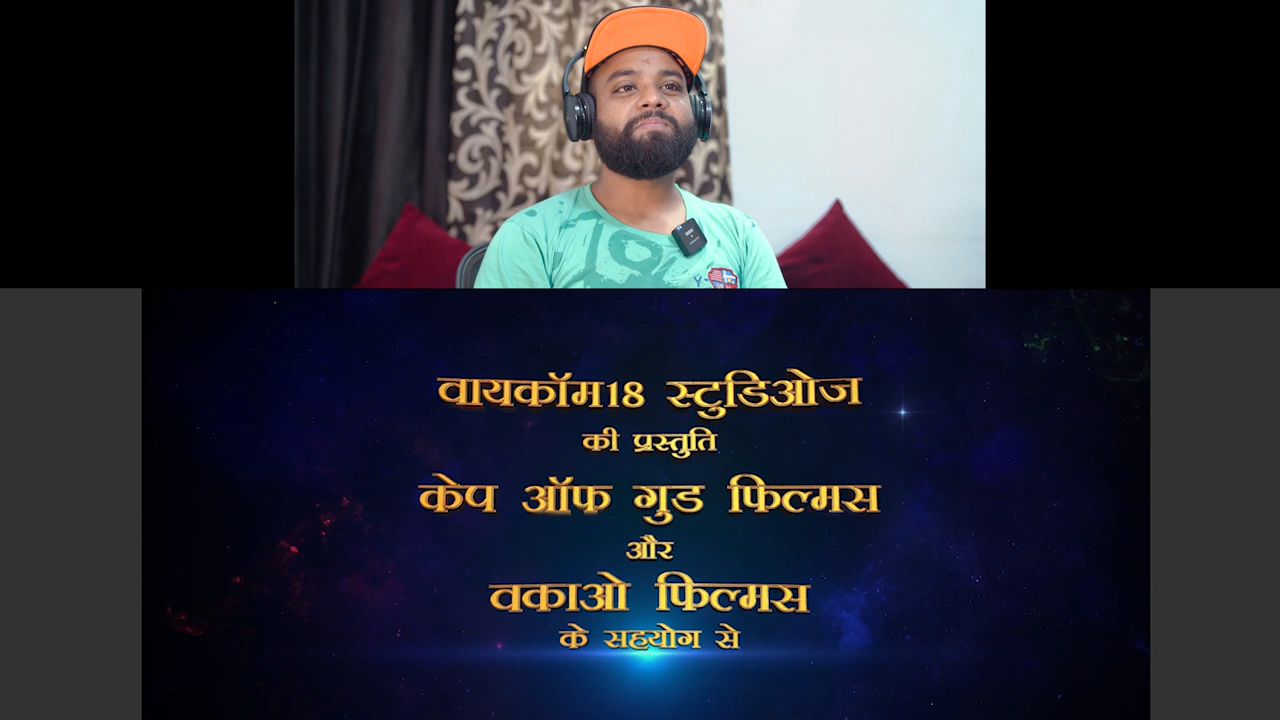 वायकॉम18 स्टुडिओज
की प्रस्तुति
केप ऑफ गुड फिल्मस
और
वकाओ फिल्मस
के सहयोग से